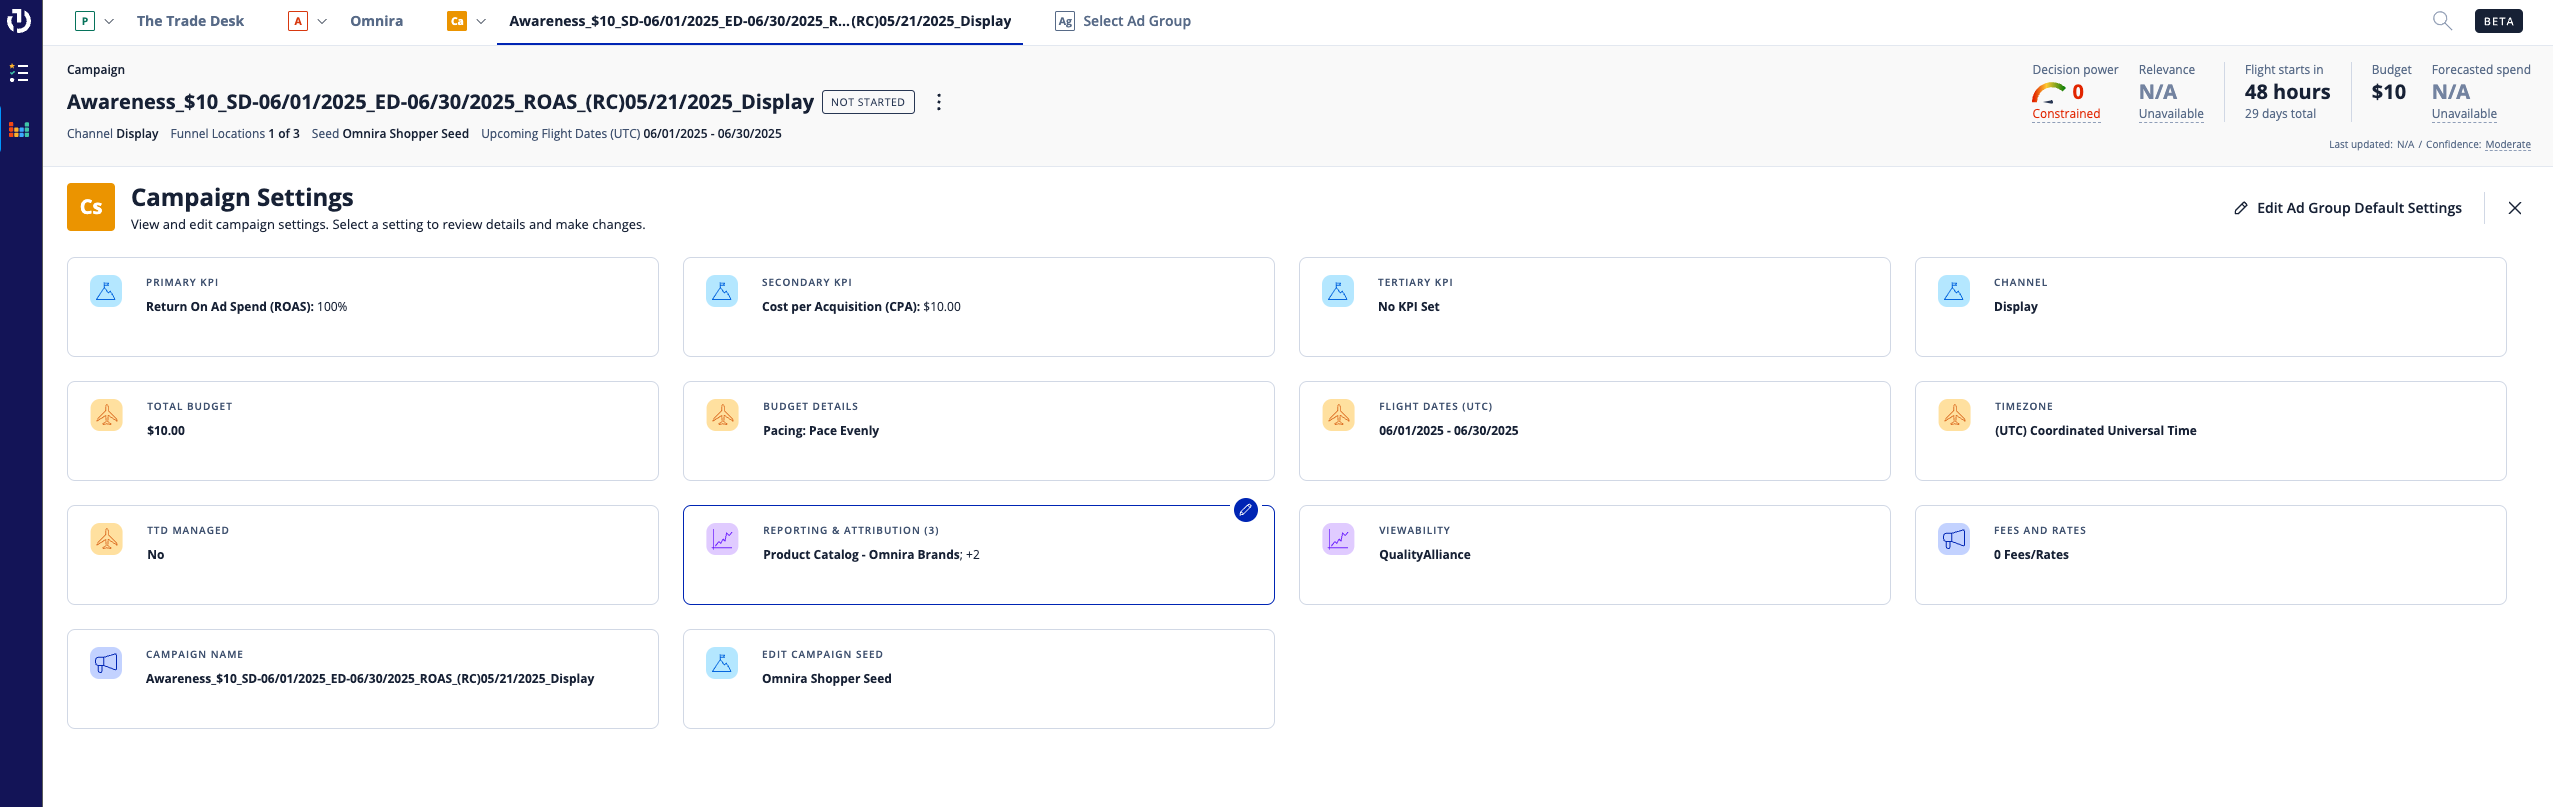 P The Trade Desk A Omnira Ca Awareness_$10_SD-06/01/2025_ED-06/30/2025_R...(RC)05/21/2025_Display Ag Select Ad Group BETA
Campaign
Awareness_$10_SD-06/01/2025_ED-06/30/2025_ROAS_(RC)05/21/2025_Display NOT STARTED
Channel Display Funnel Locations 1 of 3 Seed Omnira Shopper Seed Upcoming Flight Dates (UTC) 06/01/2025 - 06/30/2025
Decision power Relevance Flight starts in Budget Forecasted spend
0 N/A 48 hours $10 N/A
Constrained Unavailable 29 days total Unavailable
Last updated: N/A / Confidence: Moderate
Cs Campaign Settings
View and edit campaign settings. Select a setting to review details and make changes.
Edit Ad Group Default Settings
PRIMARY KPI
Return On Ad Spend (ROAS): 100%
SECONDARY KPI
Cost per Acquisition (CPA): $10.00
TERTIARY KPI
No KPI Set
CHANNEL
Display
TOTAL BUDGET
$10.00
BUDGET DETAILS
Pacing: Pace Evenly
FLIGHT DATES (UTC)
06/01/2025 - 06/30/2025
TIMEZONE
(UTC) Coordinated Universal Time
TTD MANAGED
No
REPORTING & ATTRIBUTION (3)
Product Catalog - Omnira Brands; +2
VIEWABILITY
QualityAlliance
FEES AND RATES
0 Fees/Rates
CAMPAIGN NAME
Awareness_$10_SD-06/01/2025_ED-06/30/2025_ROAS_(RC)05/21/2025_Display
EDIT CAMPAIGN SEED
Omnira Shopper Seed